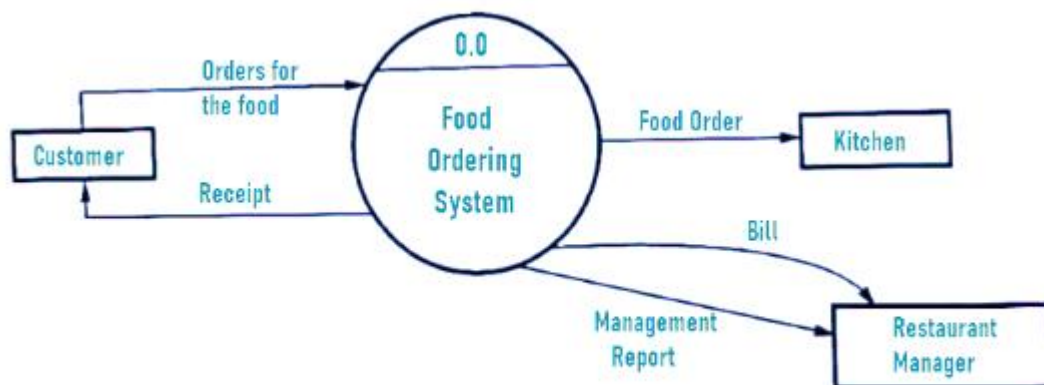 0.0
Orders for
the food
Food
Ordering
System
Food Order
Kitchen
Customer
Receipt
Bill
Management
Report
Restaurant
Manager